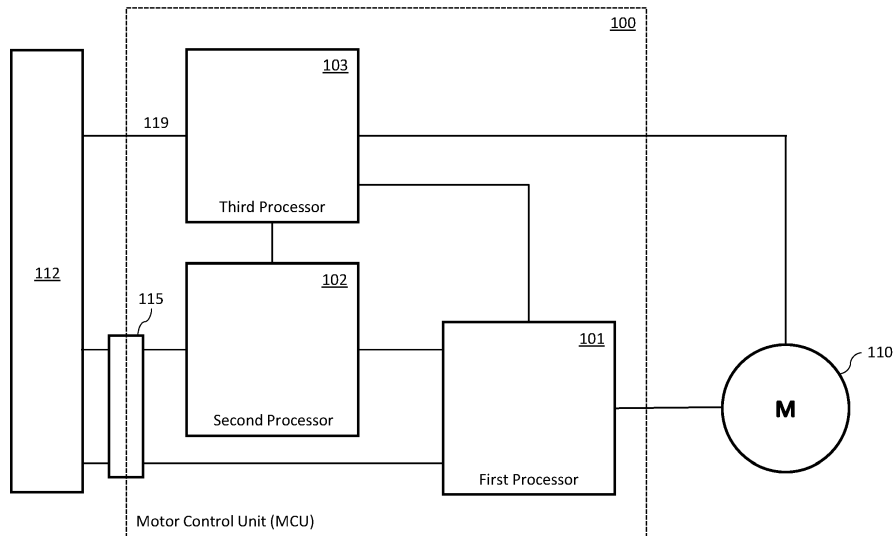 100
103
119
Third Processor
112
102
115
101
110
M
Second Processor
First Processor
Motor Control Unit (MCU)